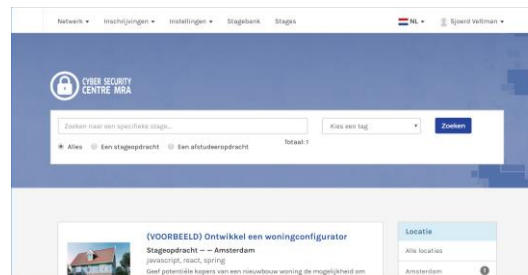 Netwerk Inschrijvingen Instellingen Stagebank Stages NL Sjoerd Veltman
CYBER SECURITY
CENTRE MRA
Zoeken naar een specifieke stage... Kies een tag Zoeken
Alles Een stageopdracht Een afstudeeropdracht Totaal: 1
(VOORBEELD) Ontwikkel een woningconfigurator
Stageopdracht — — Amsterdam
javascript, react, spring
Geef potentiële kopers van een nieuwbouw woning de mogelijkheid om
Locatie
Alle locaties
Amsterdam